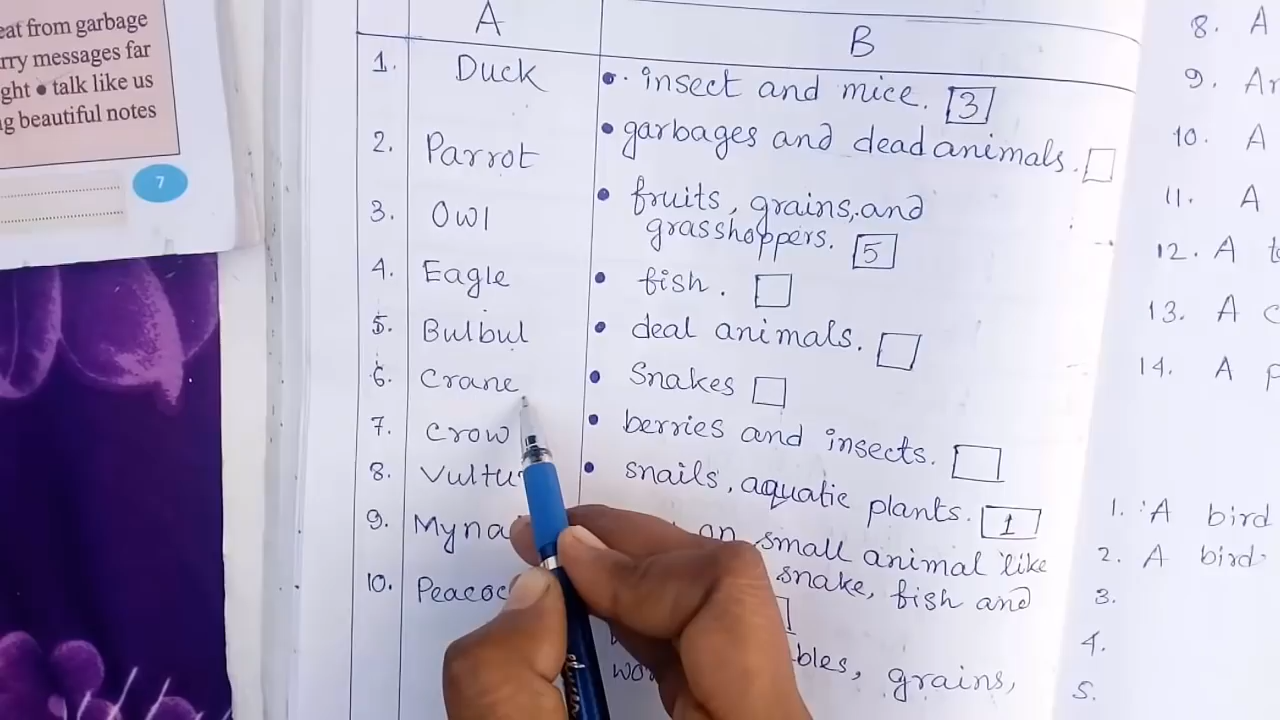 eat from garbage
rry messages far
ght • talk like us
g beautiful notes
7
A B
1. Duck • insect and mice. 3
2. Parrot • garbages and dead animals.
3. Owl • fruits, grains, and
grasshoppers. 5
4. Eagle • fish.
5. Bulbul • deal animals.
6. Crane • Snakes
7. Crow • berries and insects.
8. Vultu • snails, aquatic plants. 1
9. Myna on small animal like
10. Peacoc snake, fish and
bles, grains,
wo
8. A
9. Ar
10. A
11. A
12. A t
13. A c
14. A p
1. A bird
2. A bird
3.
4.
5.